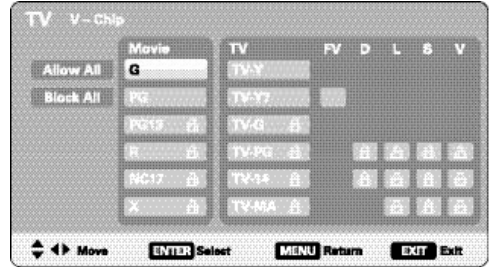 TV V-Chip
Movie TV FV D L S V
Allow All G TV-Y
Block All PG TV-Y7
PG13 TV-G
R TV-PG
NC17 TV-14
X TV-MA
Move ENTER Select MENU Return EXIT Exit